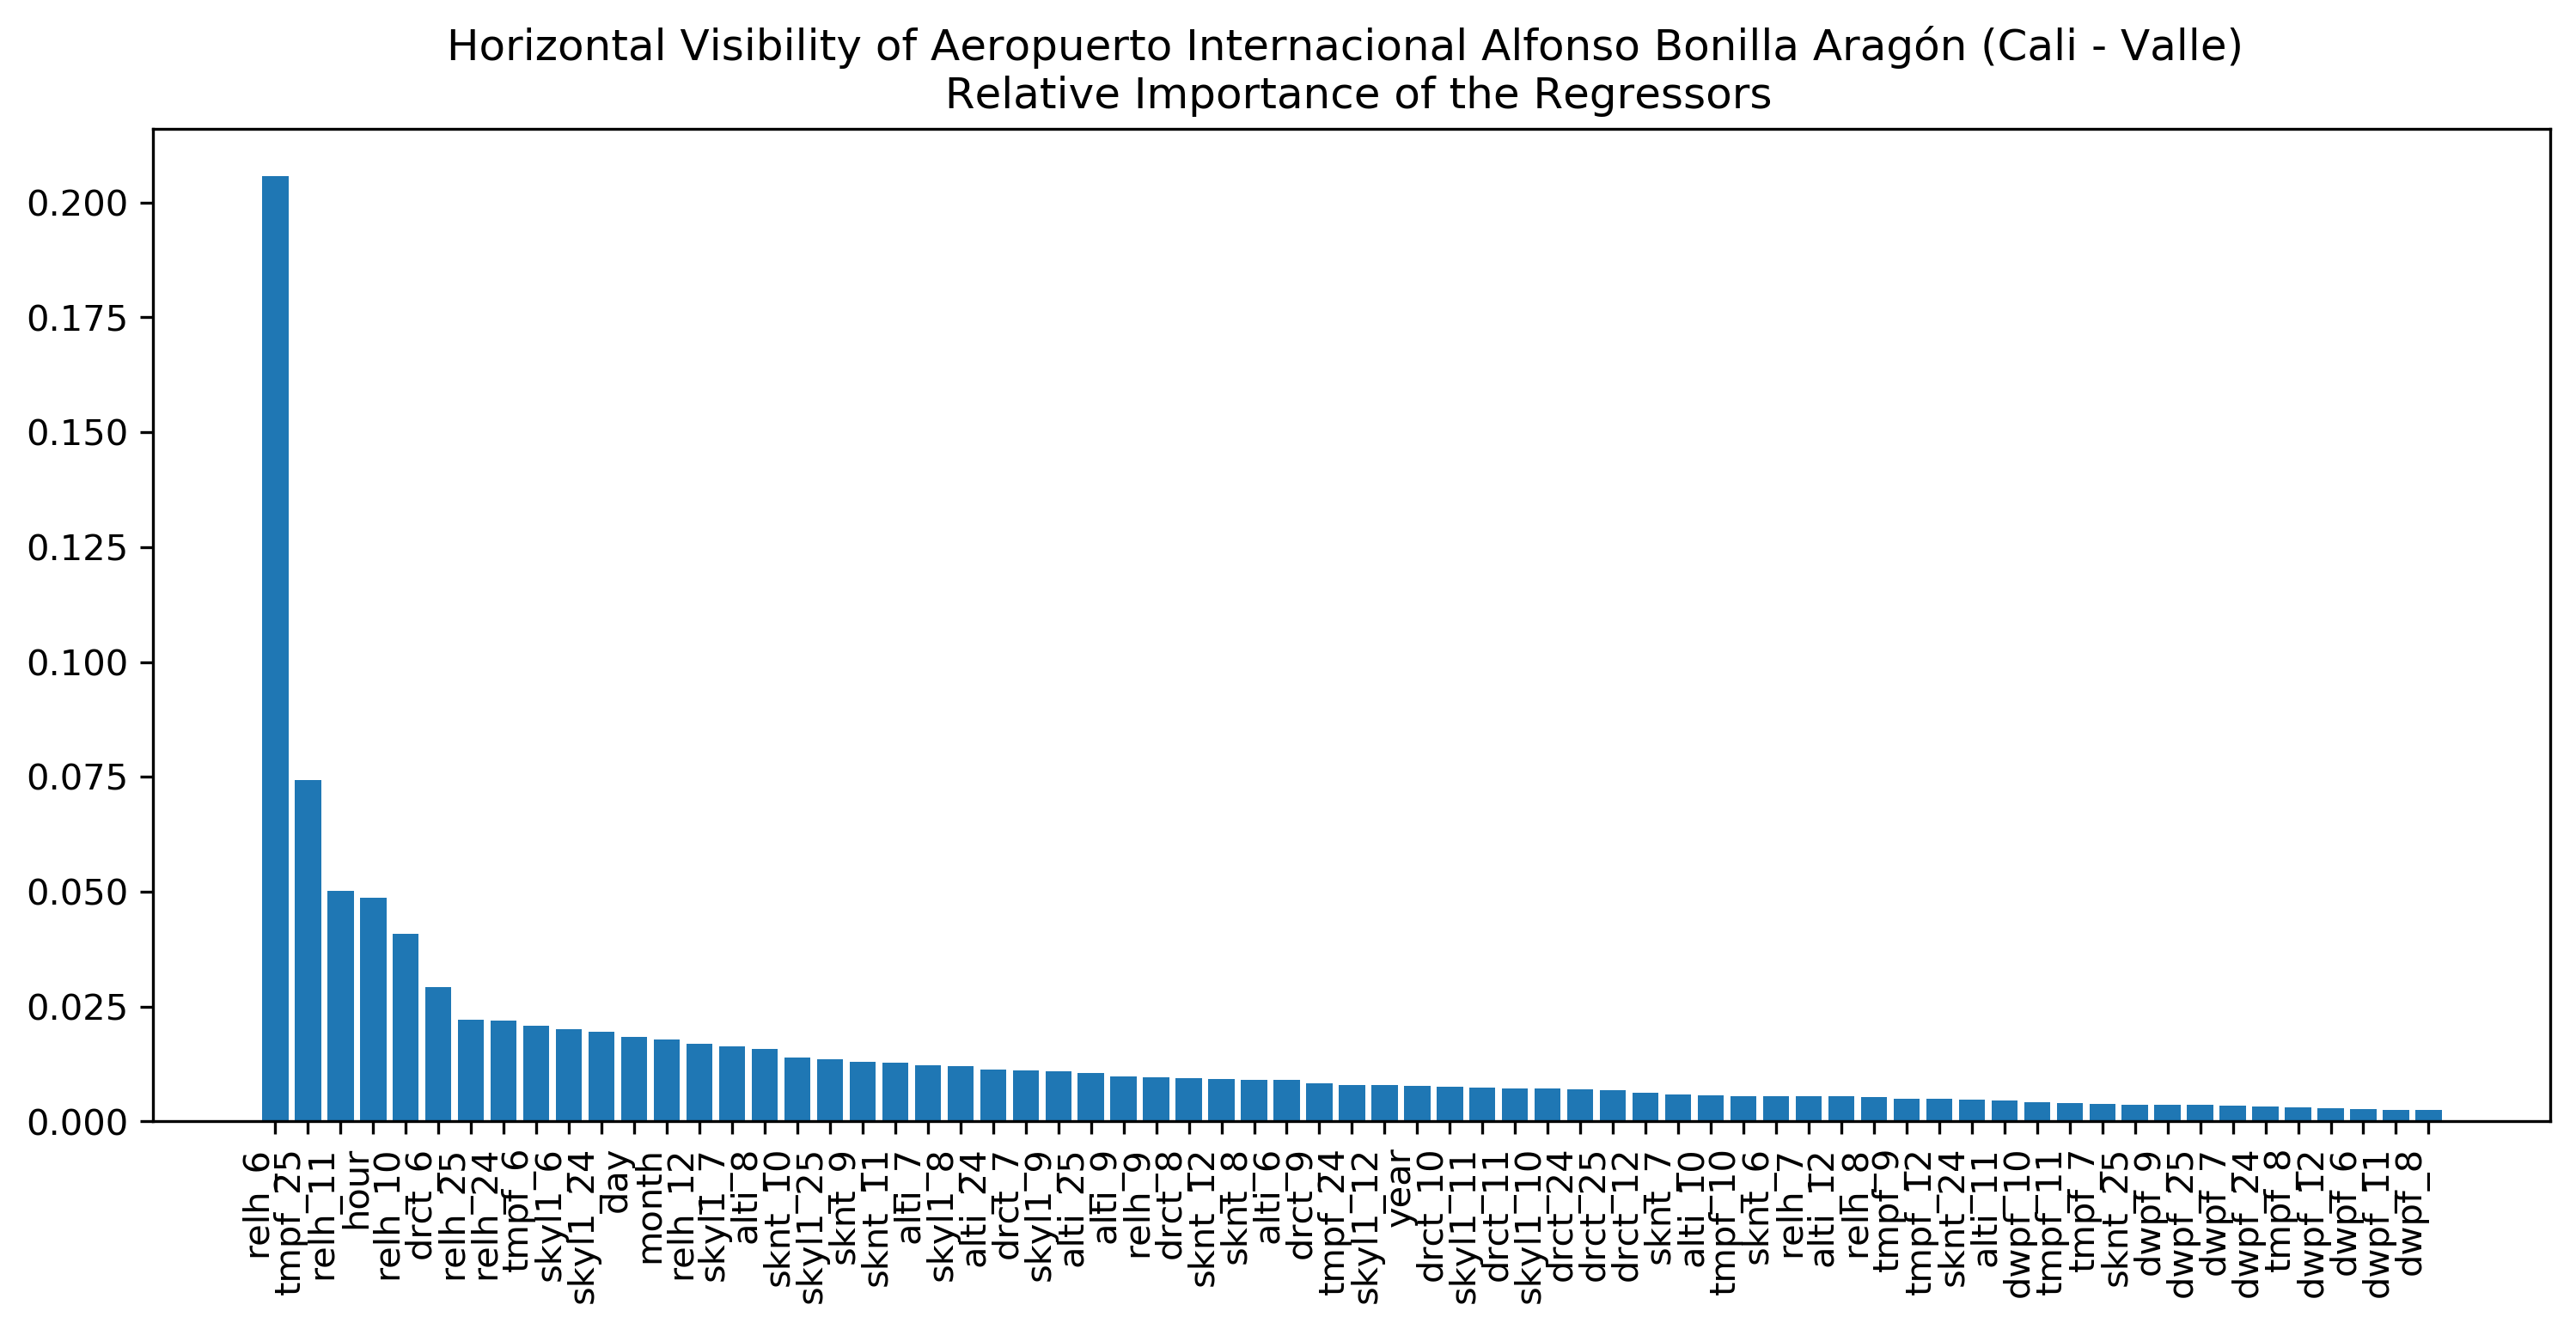 Horizontal Visibility of Aeropuerto Internacional Alfonso Bonilla Aragón (Cali - Valle)
Relative Importance of the Regressors
0.200
0.175
0.150
0.125
0.100
0.075
0.050
0.025
0.000
relh_6
tmpf_25
relh_11
hour
relh_10
drct_6
relh_25
relh_24
tmpf_6
skyl1_6
skyl1_24
day
month
relh_12
skyl1_7
alti_8
sknt_10
skyl1_25
sknt_9
sknt_11
alti_7
skyl1_8
alti_24
drct_7
skyl1_9
alti_25
alti_9
relh_9
drct_8
sknt_12
sknt_8
alti_6
drct_9
tmpf_24
skyl1_12
year
drct_10
skyl1_11
drct_11
skyl1_10
drct_24
drct_25
drct_12
sknt_7
alti_10
tmpf_10
sknt_6
relh_7
alti_12
relh_8
tmpf_9
tmpf_12
sknt_24
alti_11
dwpf_10
tmpf_11
tmpf_7
sknt_25
dwpf_9
dwpf_25
dwpf_7
dwpf_24
tmpf_8
dwpf_12
dwpf_6
dwpf_11
dwpf_8